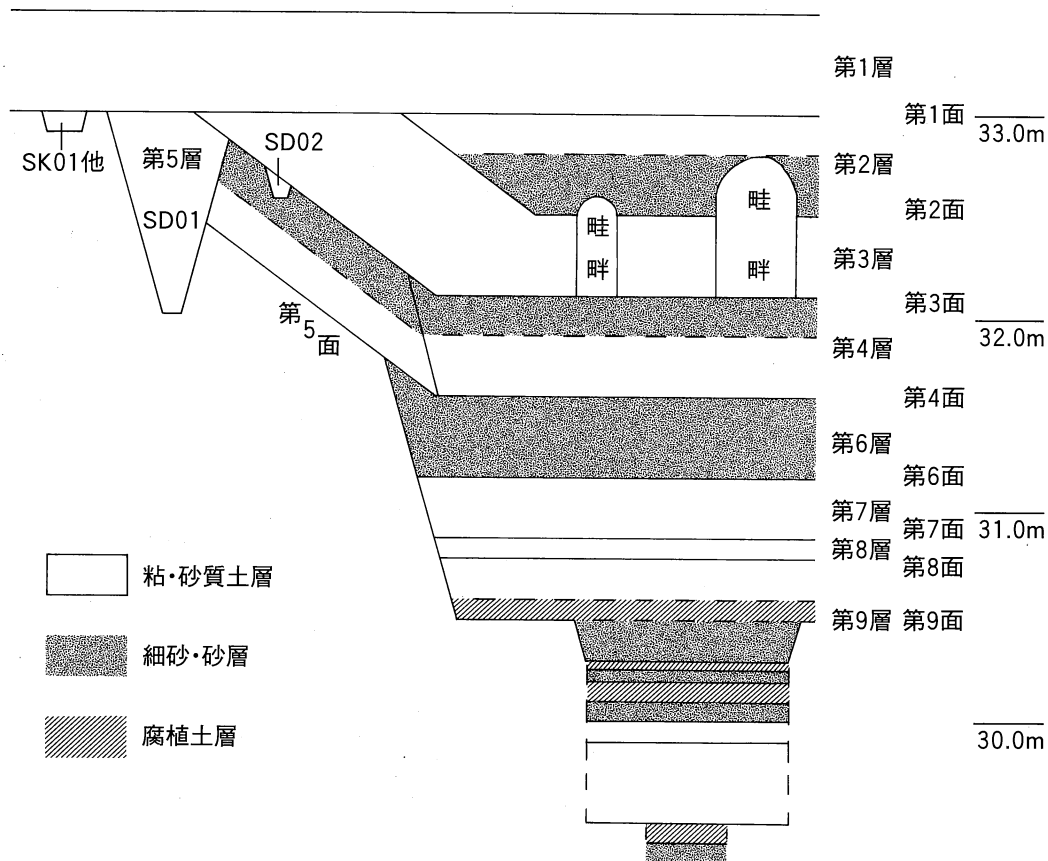 第1層
第1面
33.0m
SK01他
第5層
SD02
SD01
第2層
第2面
畦畔
畦畔
第3層
第3面
32.0m
第5面
第4層
第4面
第6層
第6面
第7層
第7面
31.0m
第8層
第8面
第9層 第9面
30.0m
粘・砂質土層
細砂・砂層
腐植土層